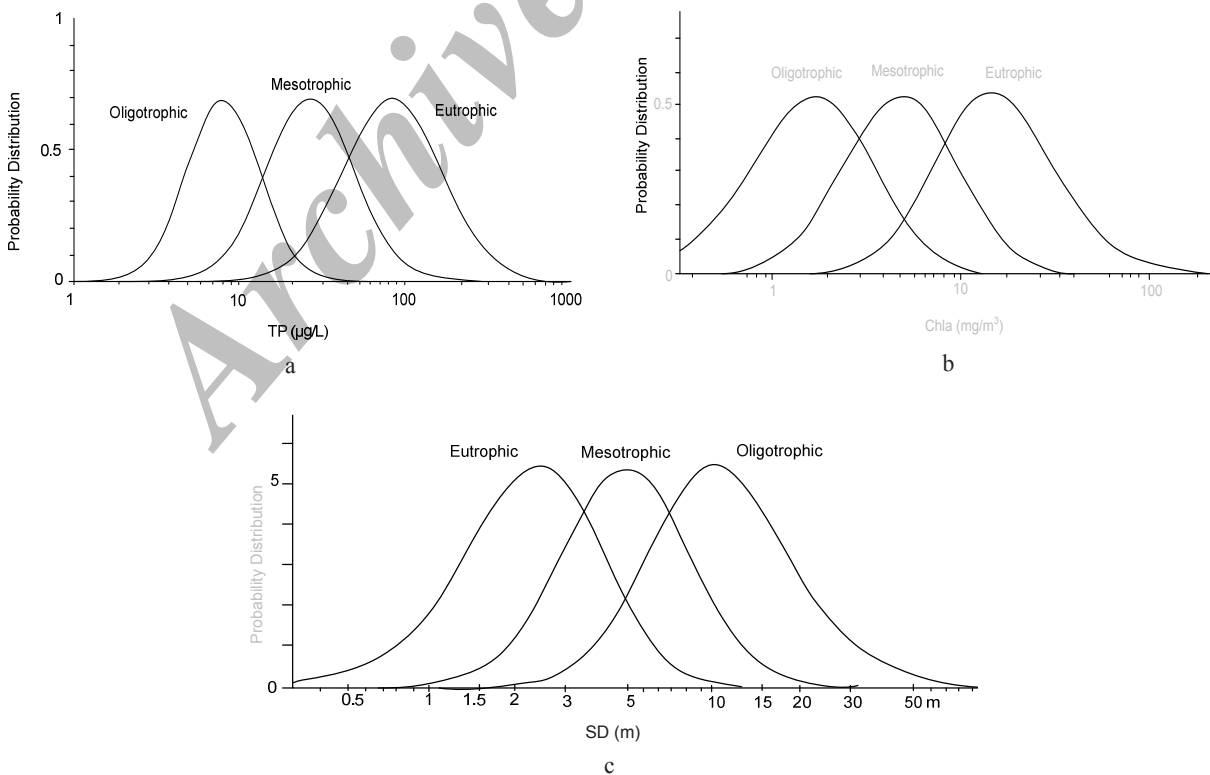 Archive
1
Probability Distribution
0.5
0
Oligotrophic
Mesotrophic
Eutrophic
1 10 100 1000
TP (µg/L)
a
Probability Distribution
0.5
0
Oligotrophic
Mesotrophic
Eutrophic
1 10 100
Chla (mg/m³)
b
Probability Distribution
5
0
Eutrophic
Mesotrophic
Oligotrophic
0.5 1 1.5 2 3 5 10 15 20 30 50 m
SD (m)
c